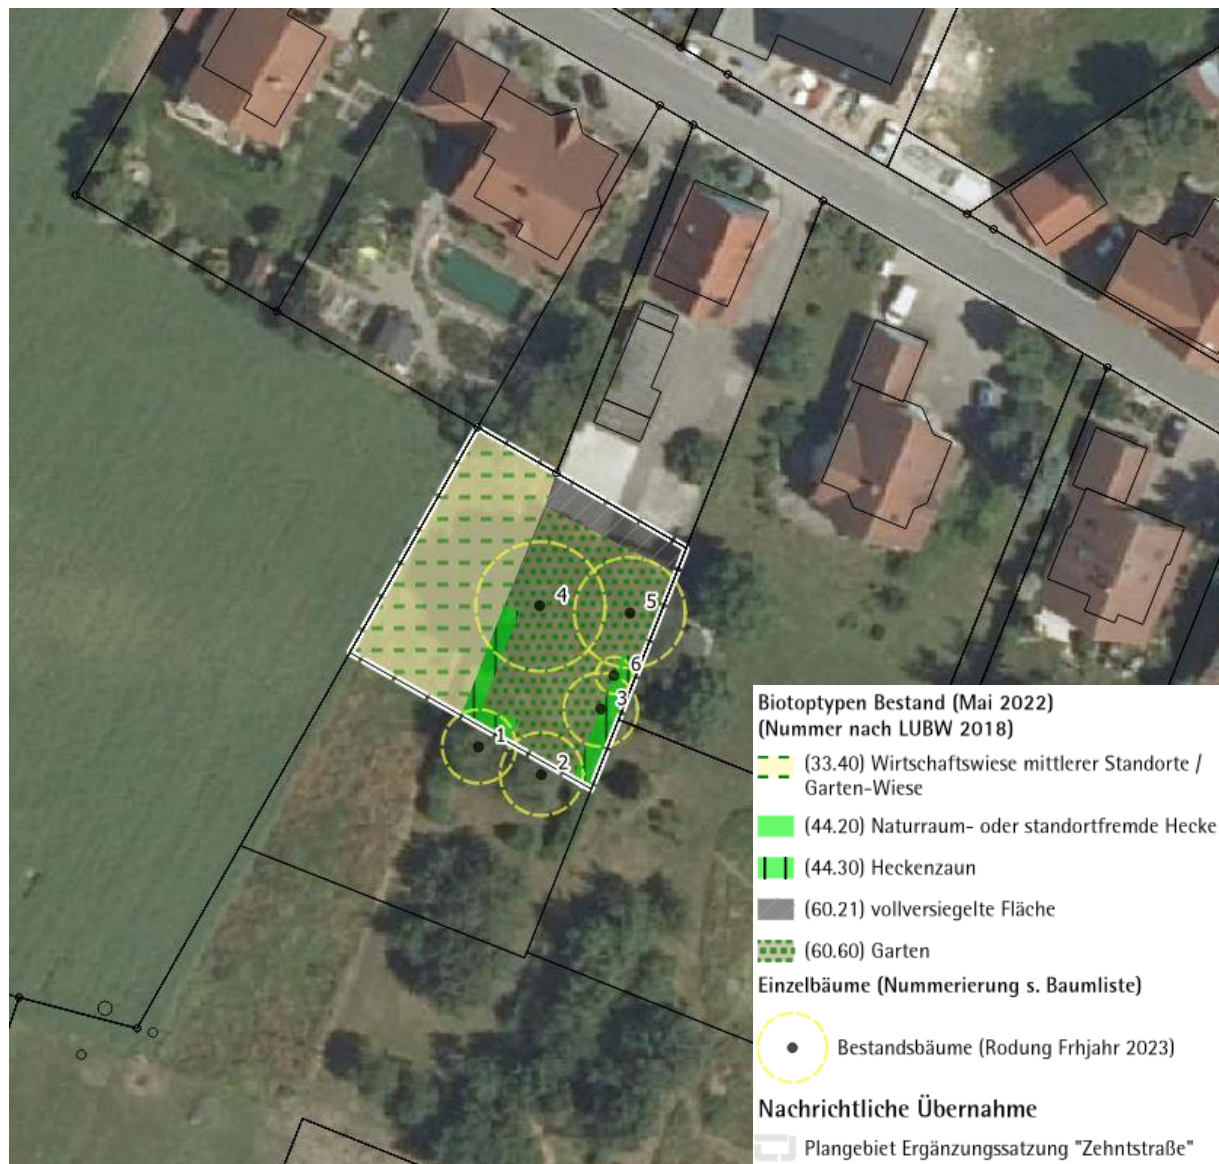 4
5
6
3
1
2
Biotoptypen Bestand (Mai 2022)
(Nummer nach LUBW 2018)
(33.40) Wirtschaftswiese mittlerer Standorte /
Garten-Wiese
(44.20) Naturraum- oder standortfremde Hecke
(44.30) Heckenzaun
(60.21) vollversiegelte Fläche
(60.60) Garten
Einzelbäume (Nummerierung s. Baumliste)
Bestandsbäume (Rodung Frhjahr 2023)
Nachrichtliche Übernahme
Plangebiet Ergänzungssatzung "Zehntstraße"